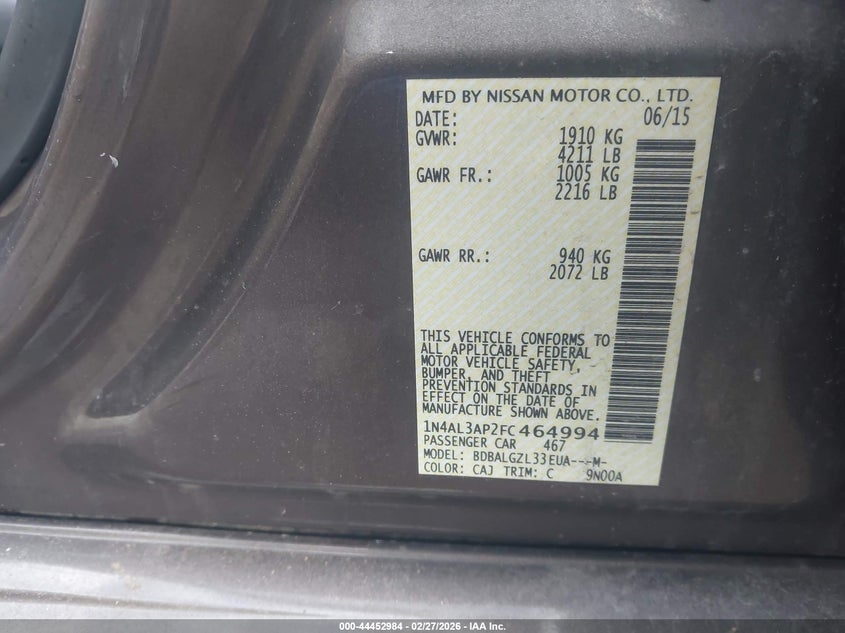 MFD BY NISSAN MOTOR CO., LTD.
DATE: 06/15
GVWR: 1910 KG
4211 LB
GAWR FR.: 1005 KG
2216 LB
GAWR RR.: 940 KG
2072 LB
THIS VEHICLE CONFORMS TO
ALL APPLICABLE FEDERAL
MOTOR VEHICLE SAFETY,
BUMPER, AND THEFT
PREVENTION STANDARDS IN
EFFECT ON THE DATE OF
MANUFACTURE SHOWN ABOVE.
1N4AL3AP2FC464994
PASSENGER CAR 467
MODEL: BDBALGZL33EUA---M-
COLOR: CAJ TRIM: C 9N00A
000-44452984 | 02/27/2026 - IAA Inc.